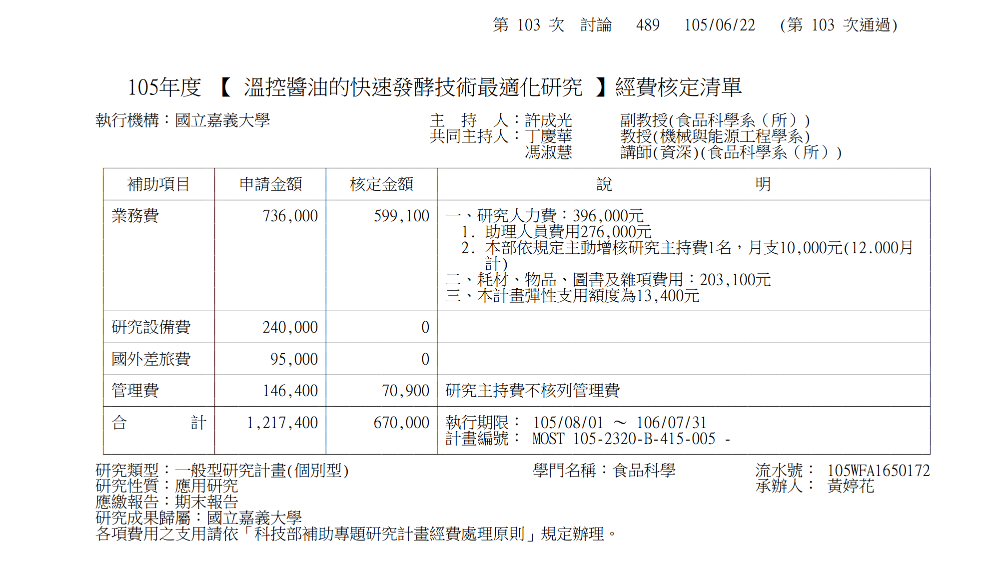 第 103 次 討論 489 105/06/22 (第 103 次通過)
105年度 【 溫控醬油的快速發酵技術最適化研究 】經費核定清單
執行機構：國立嘉義大學 主 持 人：許成光 副教授(食品科學系（所）)
共同主持人：丁慶華 教授(機械與能源工程學系)
馮淑慧 講師(資深)(食品科學系（所）)
補助項目 申請金額 核定金額 說 明
業務費 736,000 599,100 一、研究人力費：396,000元
1. 助理人員費用276,000元
2. 本部依規定主動增核研究主持費1名，月支10,000元(12.000月
計)
二、耗材、物品、圖書及雜項費用：203,100元
三、本計畫彈性支用額度為13,400元
研究設備費 240,000 0
國外差旅費 95,000 0
管理費 146,400 70,900 研究主持費不核列管理費
合 計 1,217,400 670,000 執行期限： 105/08/01 ～ 106/07/31
計畫編號： MOST 105-2320-B-415-005 -
研究類型：一般型研究計畫(個別型) 學門名稱：食品科學 流水號： 105WFA1650172
研究性質：應用研究 承辦人： 黃婷花
應繳報告：期末報告
研究成果歸屬：國立嘉義大學
各項費用之支用請依「科技部補助專題研究計畫經費處理原則」規定辦理。